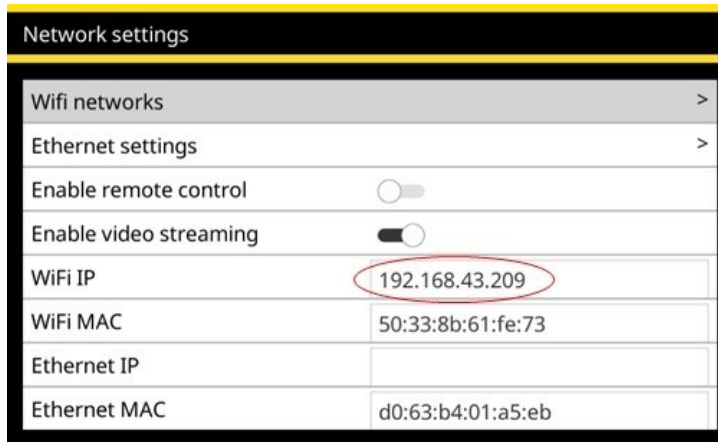 Network settings
Wifi networks >
Ethernet settings >
Enable remote control
Enable video streaming
WiFi IP 192.168.43.209
WiFi MAC 50:33:8b:61:fe:73
Ethernet IP
Ethernet MAC d0:63:b4:01:a5:eb